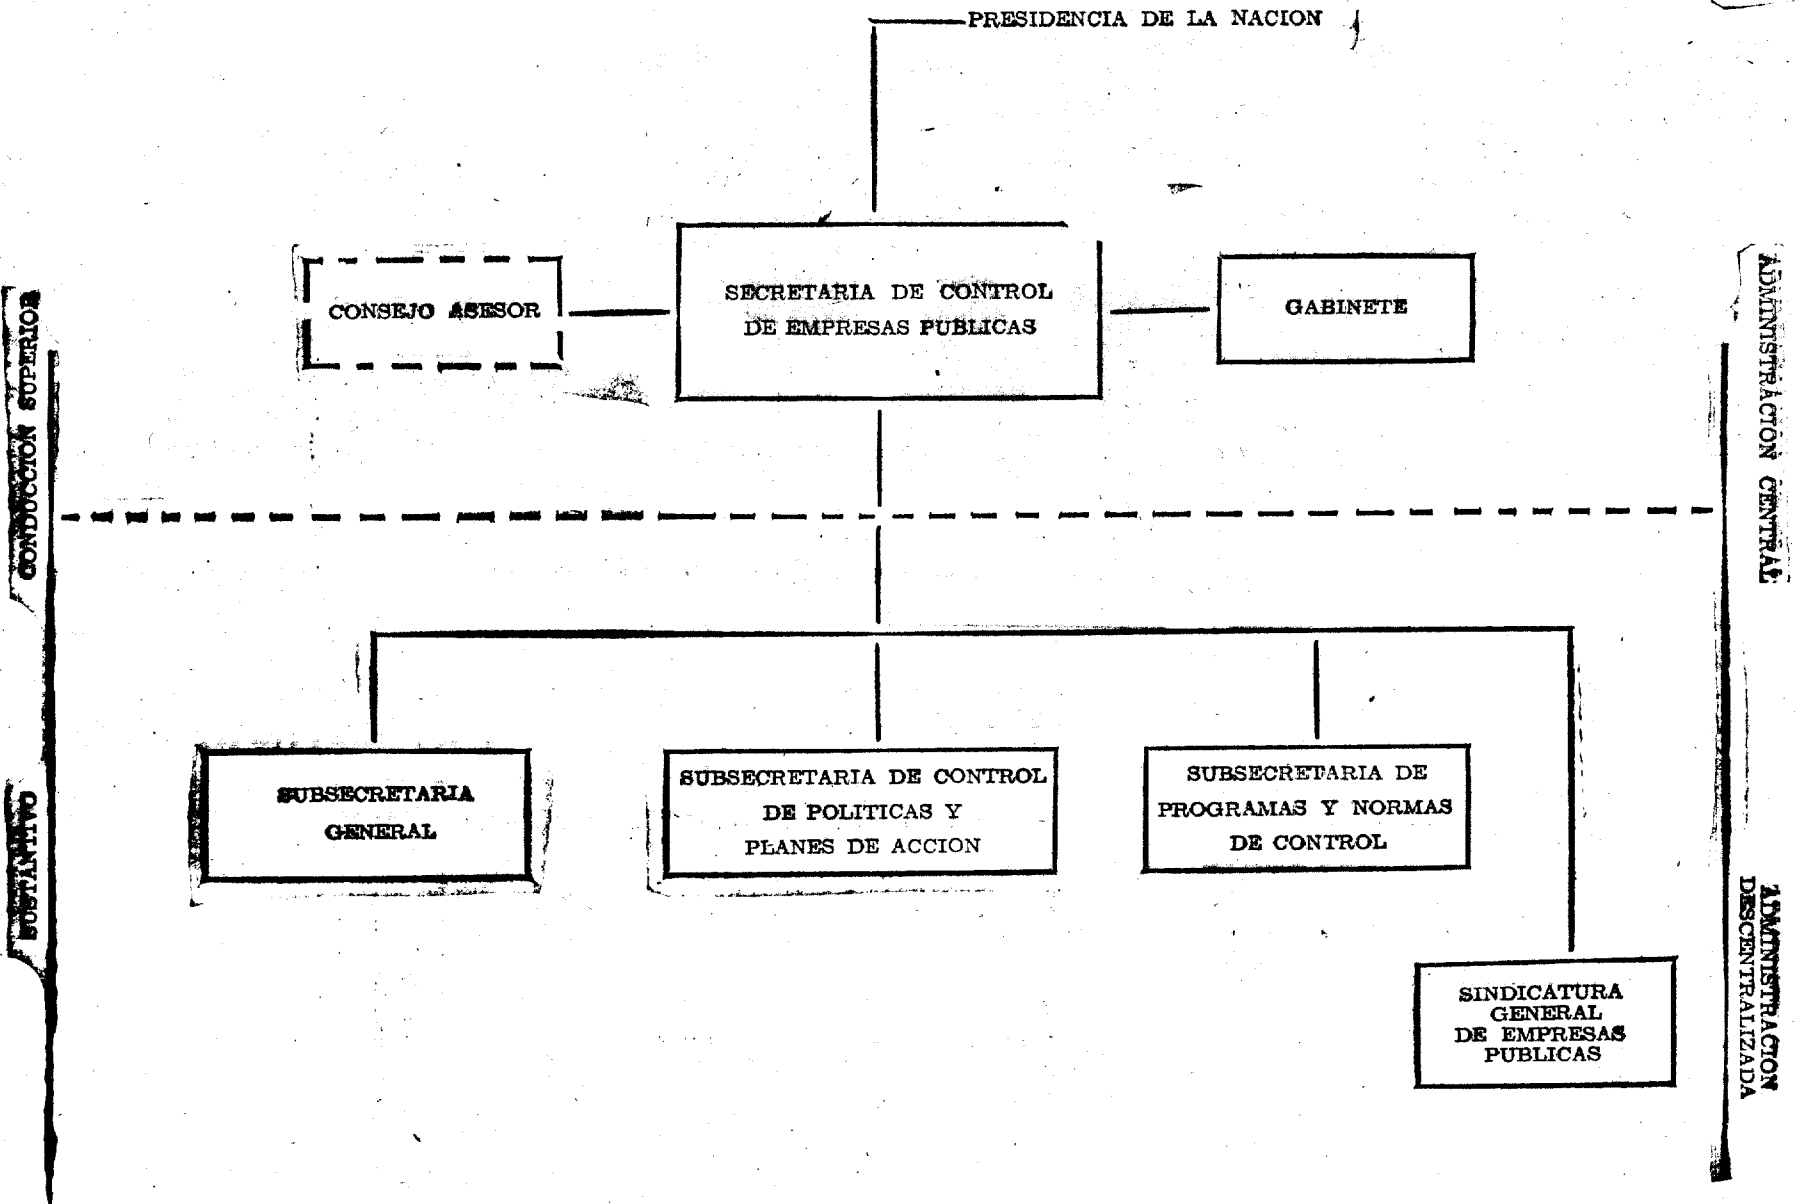 PRESIDENCIA DE LA NACION
CONSEJO ASESOR
SECRETARIA DE CONTROL
DE EMPRESAS PUBLICAS
GABINETE
CONDUCCION SUPERIOR
ADMINISTRACION CENTRAL
SUBSECRETARIA
GENERAL
SUBSECRETARIA DE CONTROL
DE POLITICAS Y
PLANES DE ACCION
SUBSECRETARIA DE
PROGRAMAS Y NORMAS
DE CONTROL
SUSTANTIVO
SINDICATURA
GENERAL
DE EMPRESAS
PUBLICAS
ADMINISTRACION
DESCENTRALIZADA